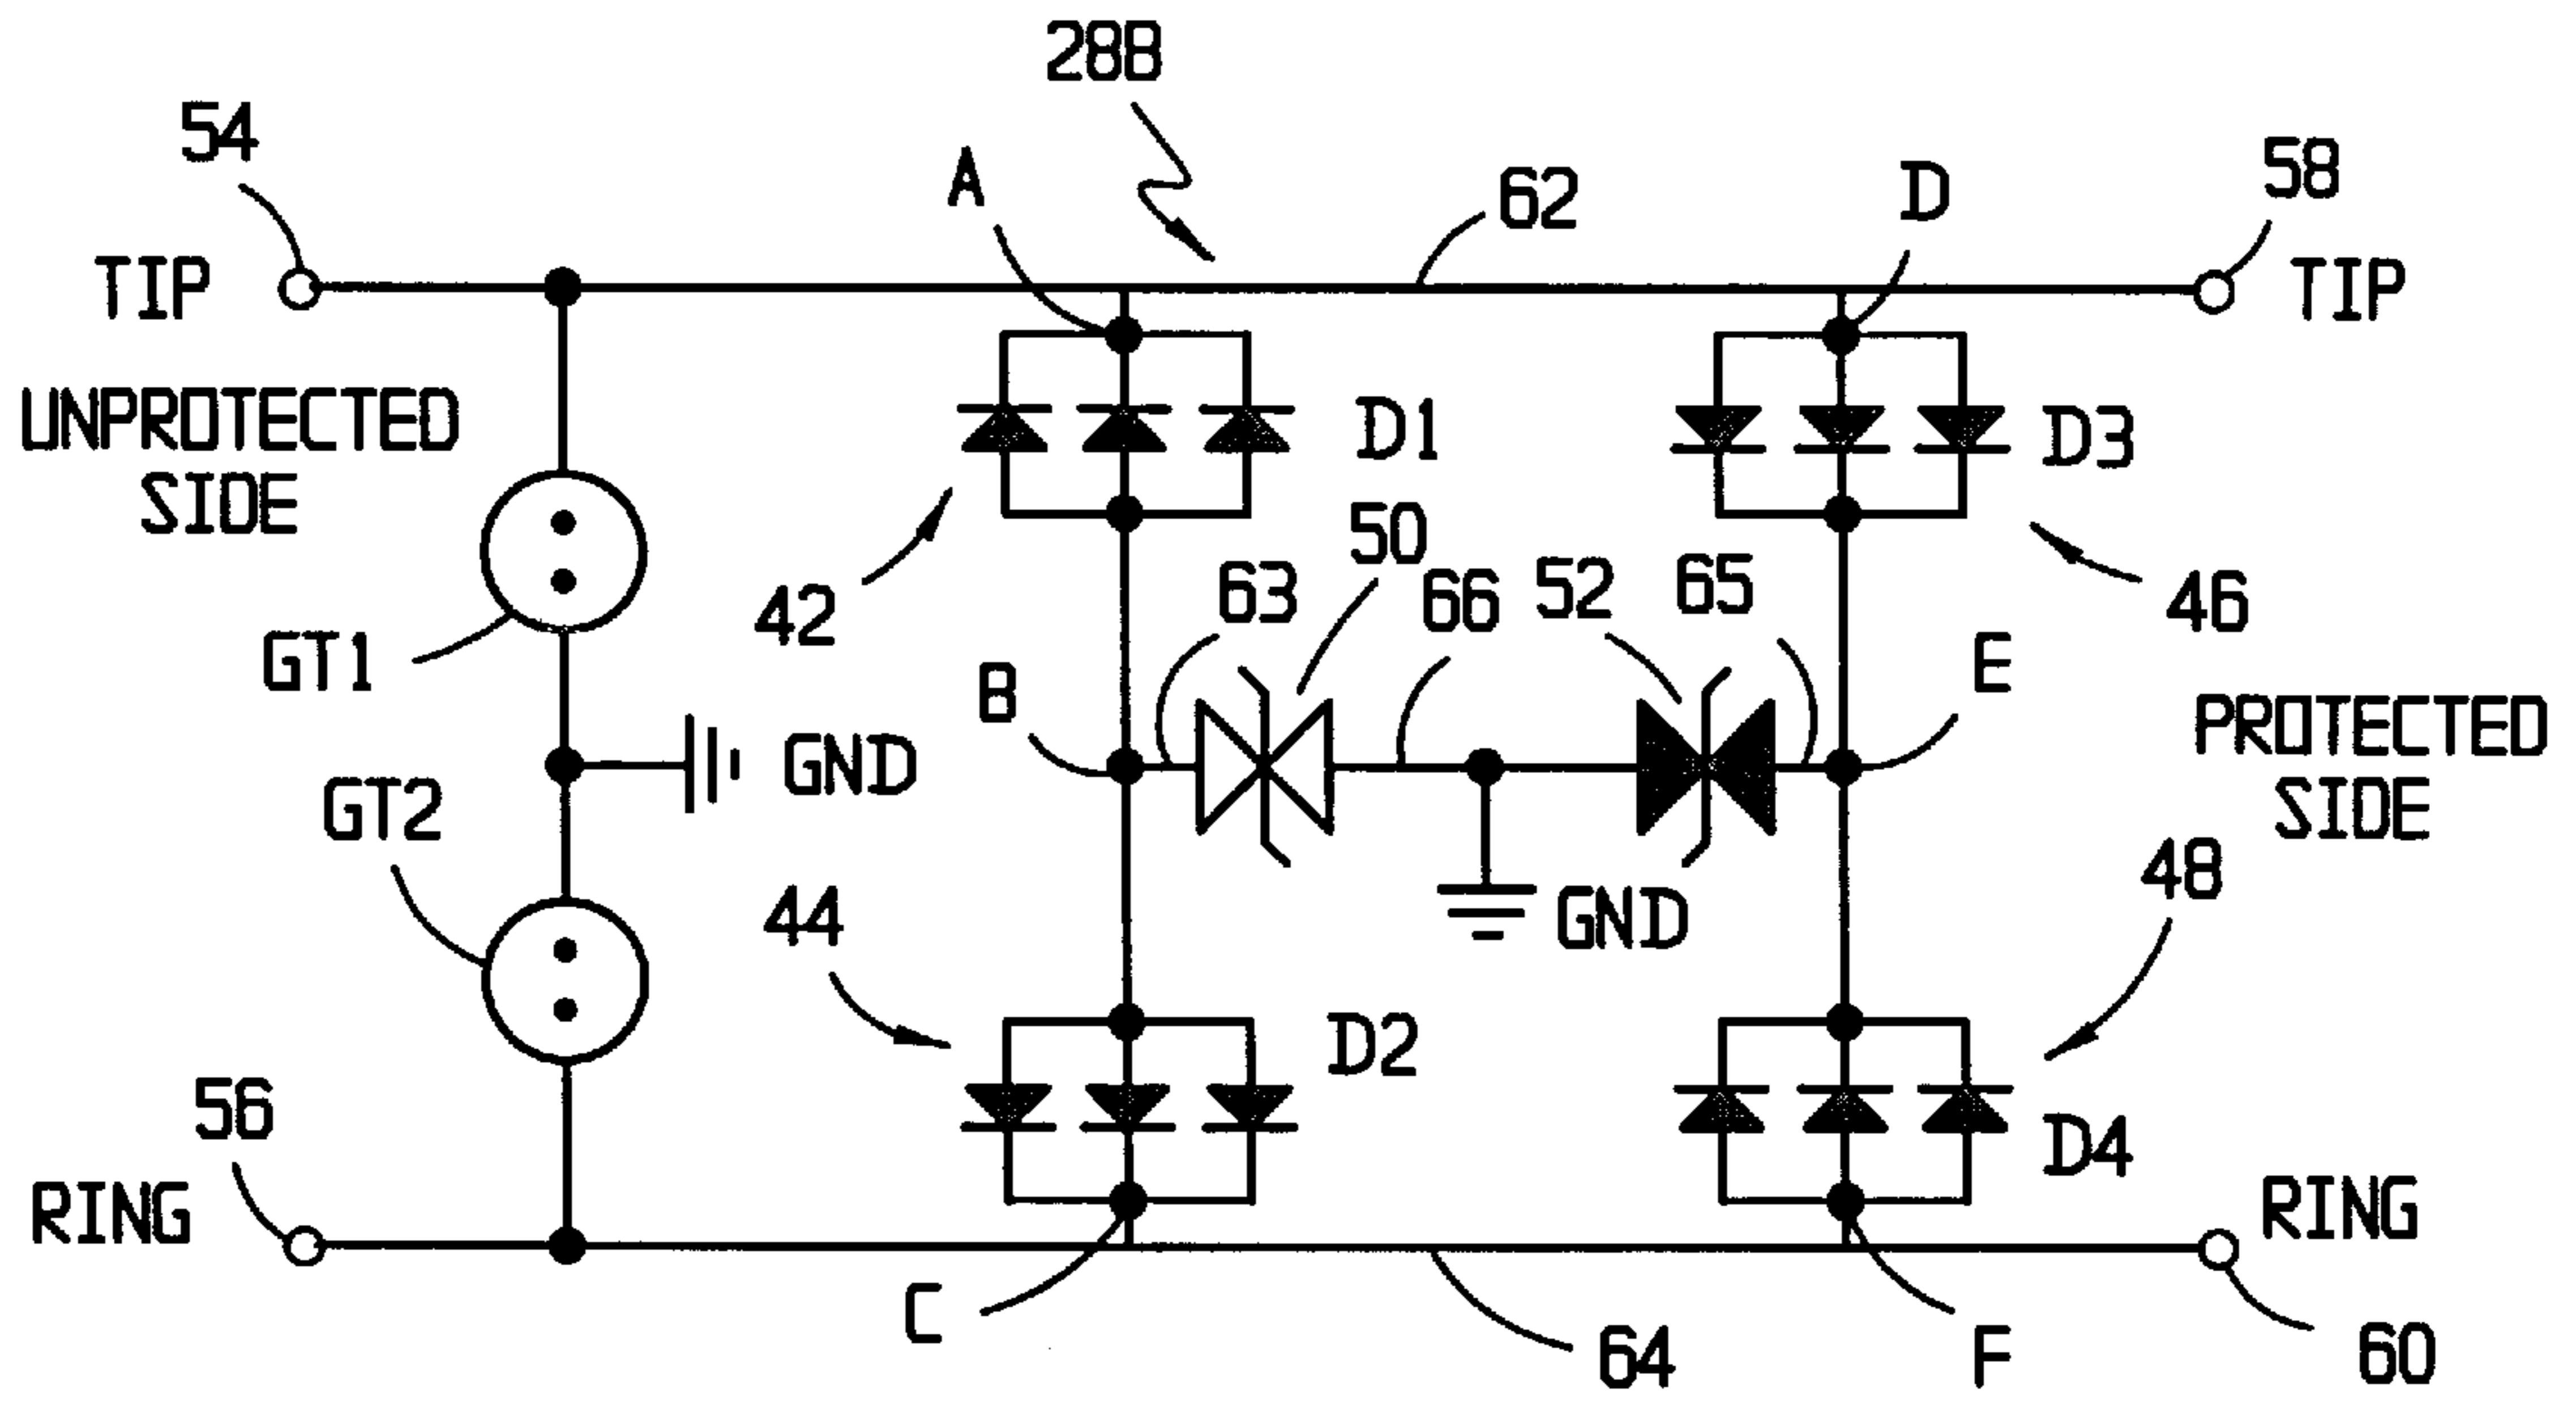 28B
54
A
62
D
58
TIP
TIP
UNPROTECTED
SIDE
D1
D3
50
42
63
66
52
65
46
GT1
B
E
GND
PROTECTED
SIDE
GT2
44
GND
48
D2
56
D4
RING
RING
C
64
F
60